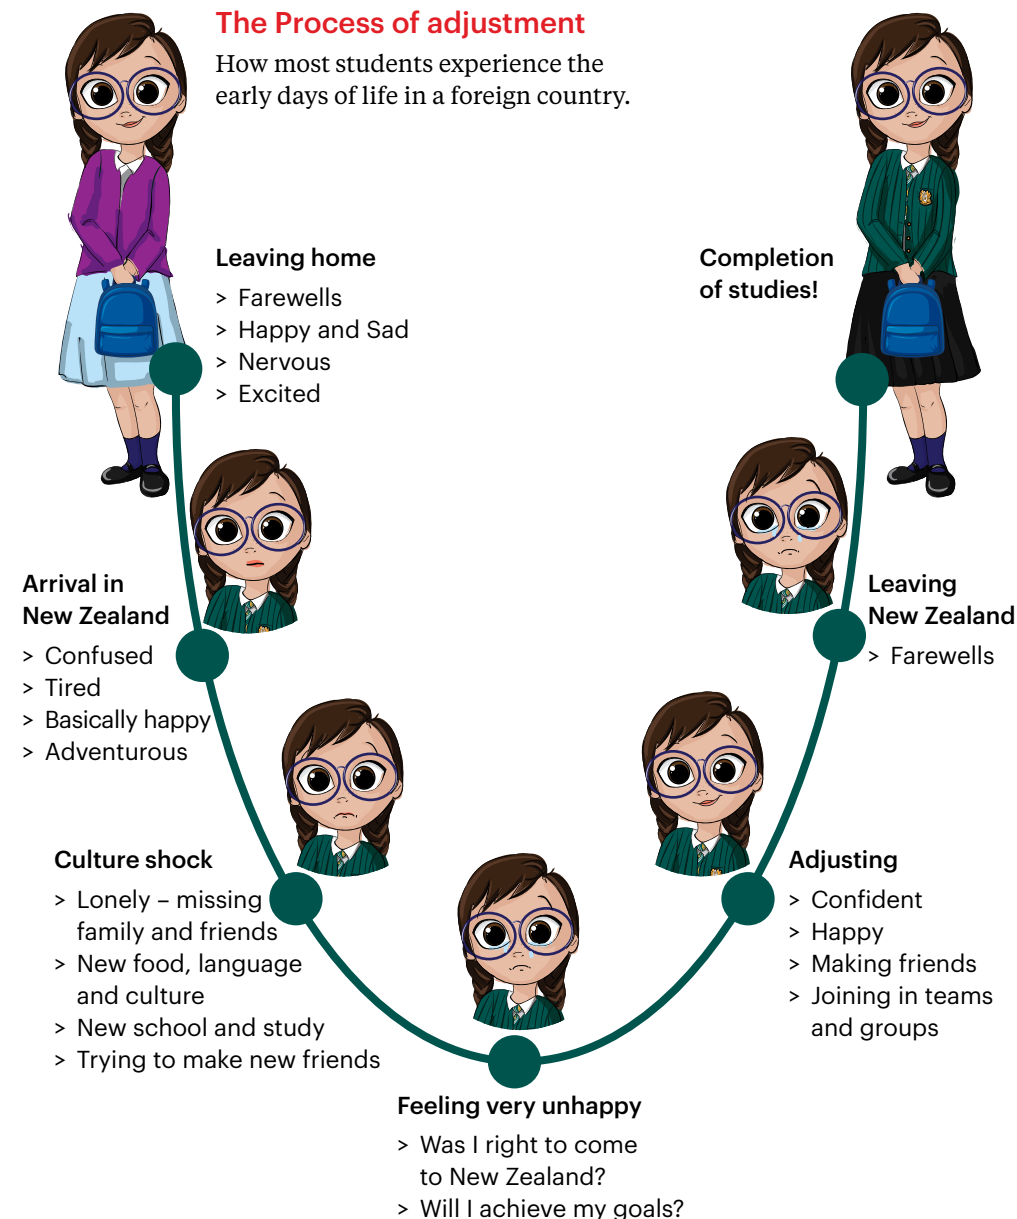 The Process of adjustment
How most students experience the
early days of life in a foreign country.
Leaving home
> Farewells
> Happy and Sad
> Nervous
> Excited
Arrival in
New Zealand
> Confused
> Tired
> Basically happy
> Adventurous
Culture shock
> Lonely – missing
family and friends
> New food, language
and culture
> New school and study
> Trying to make new friends
Feeling very unhappy
> Was I right to come
to New Zealand?
> Will I achieve my goals?
Adjusting
> Confident
> Happy
> Making friends
> Joining in teams
and groups
Leaving
New Zealand
> Farewells
Completion
of studies!